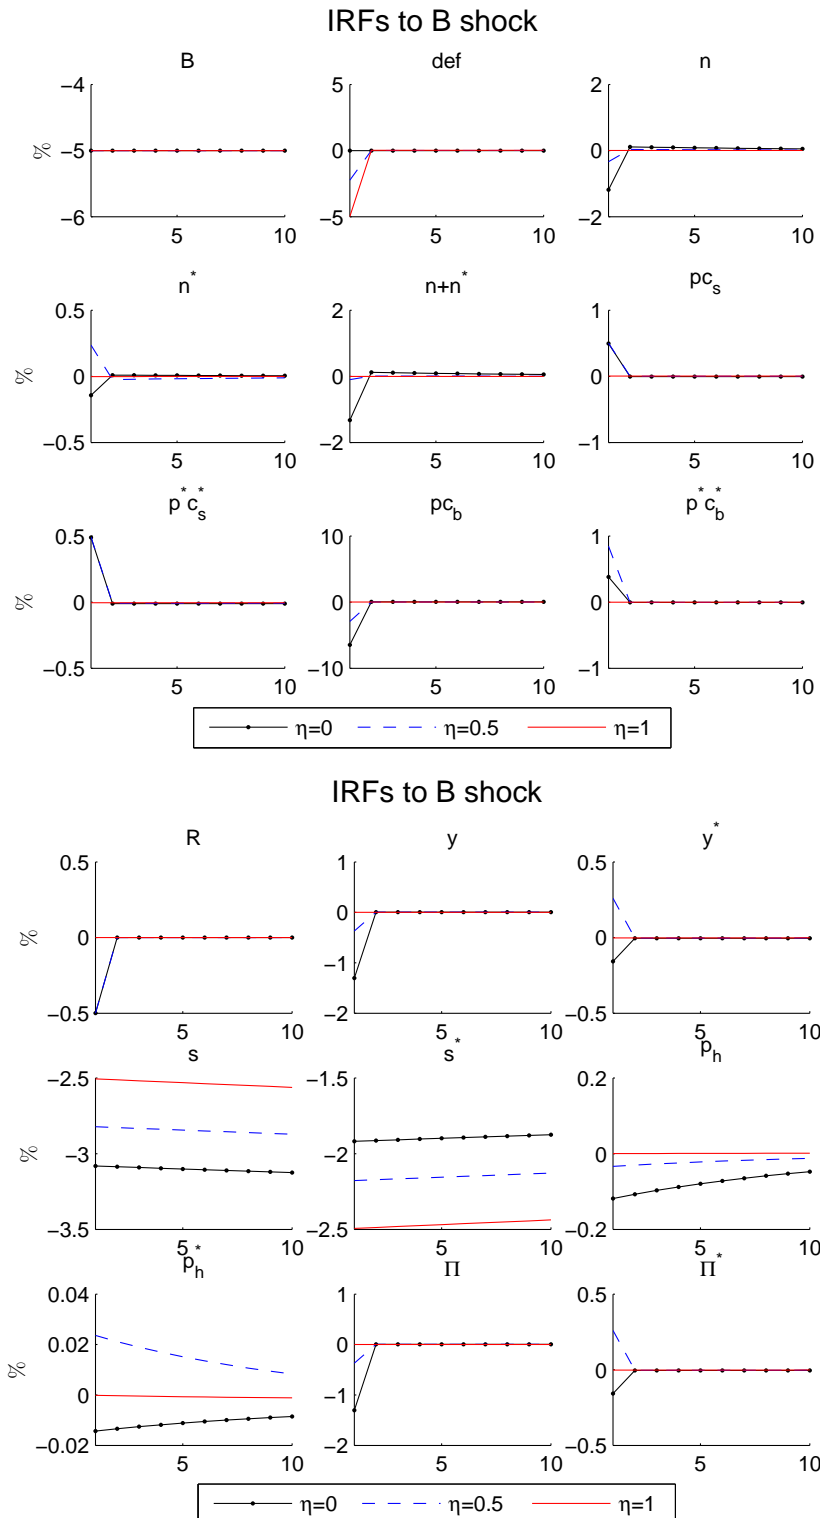 IRFs to B shock
B def n
−4 5 2
% −5 0 0
−6 −5 −2
5 10 5 10 5 10
n* n+n* pc_s
0.5 2 1
% 0 0 0
−0.5 −2 −1
5 10 5 10 5 10
p*c*_s pc_b p*c*_b
0.5 10 1
% 0 0 0
−0.5 −10 −1
5 10 5 10 5 10
η=0 η=0.5 η=1
IRFs to B shock
R y y*
0.5 1 0.5
% 0 0 0
−1
−0.5 −2 −0.5
5 10 5 10 5 10
s s* p_h
−2.5 −1.5 0.2
% −3 −2 0
−3.5 −2.5 −0.2
5 10 5 10 5 10
p*_h Π Π*
0.04 1 0.5
% 0.02 0 0
0 −1
−0.02 −2 −0.5
5 10 5 10 5 10
η=0 η=0.5 η=1